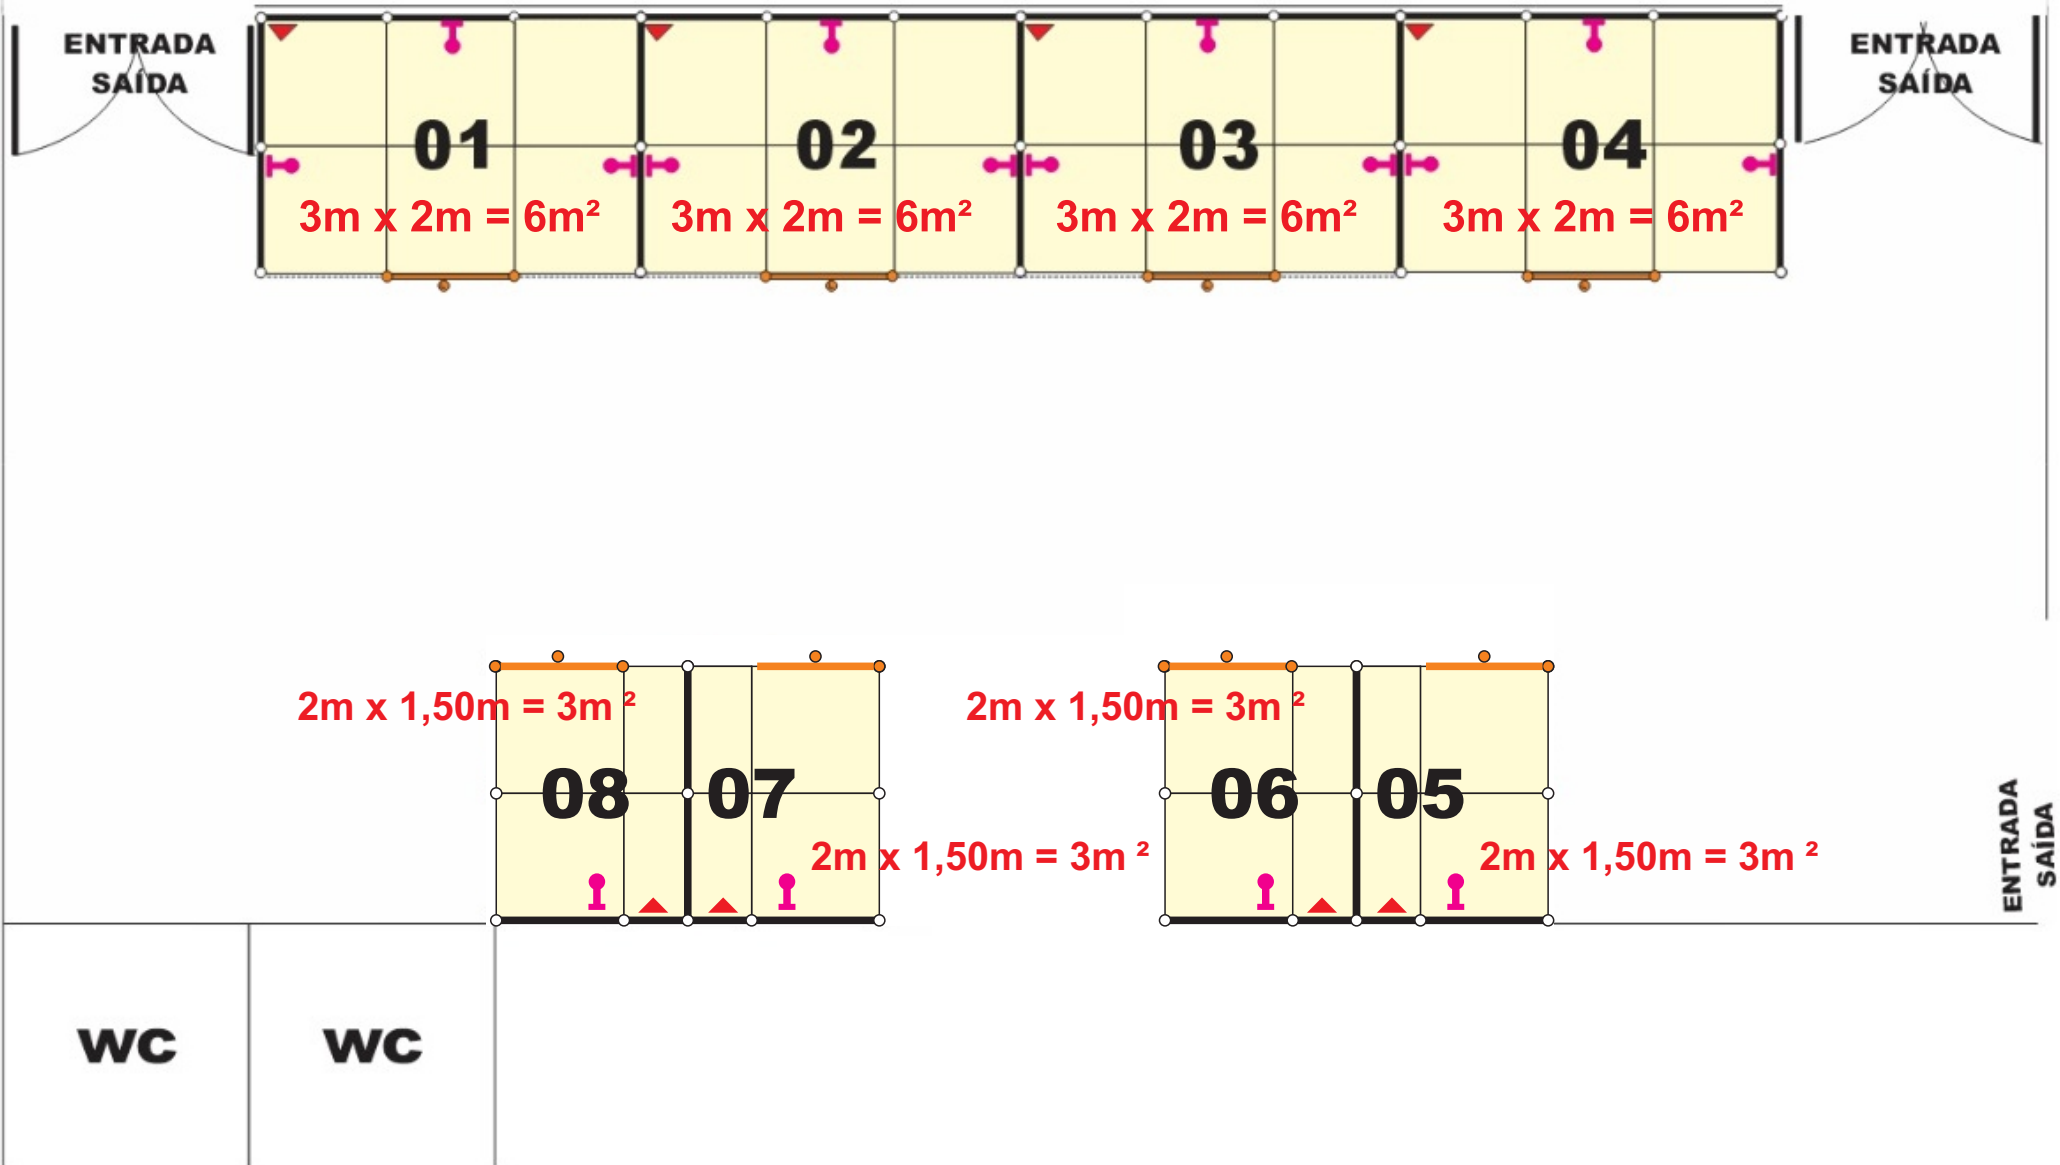 ENTRADA
SAÍDA
ENTRADA
SAÍDA
01
02
03
04
3m x 2m = 6m²
3m x 2m = 6m²
3m x 2m = 6m²
3m x 2m = 6m²
2m x 1,50m = 3m ²
2m x 1,50m = 3m ²
08
07
06
05
2m x 1,50m = 3m ²
2m x 1,50m = 3m ²
ENTRADA
SAÍDA
WC
WC